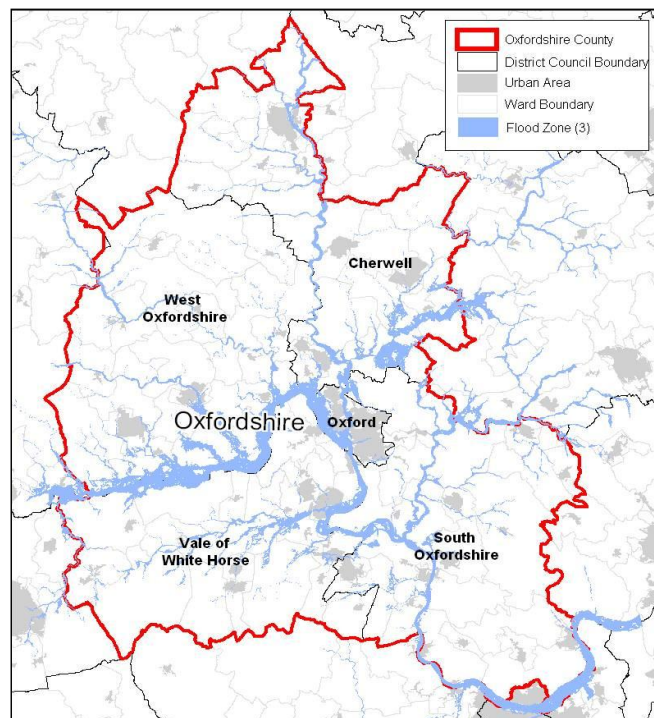 Oxfordshire County
District Council Boundary
Urban Area
Ward Boundary
Flood Zone (3)
Cherwell
West
Oxfordshire
Oxfordshire
Oxford
Vale of
White Horse
South
Oxfordshire